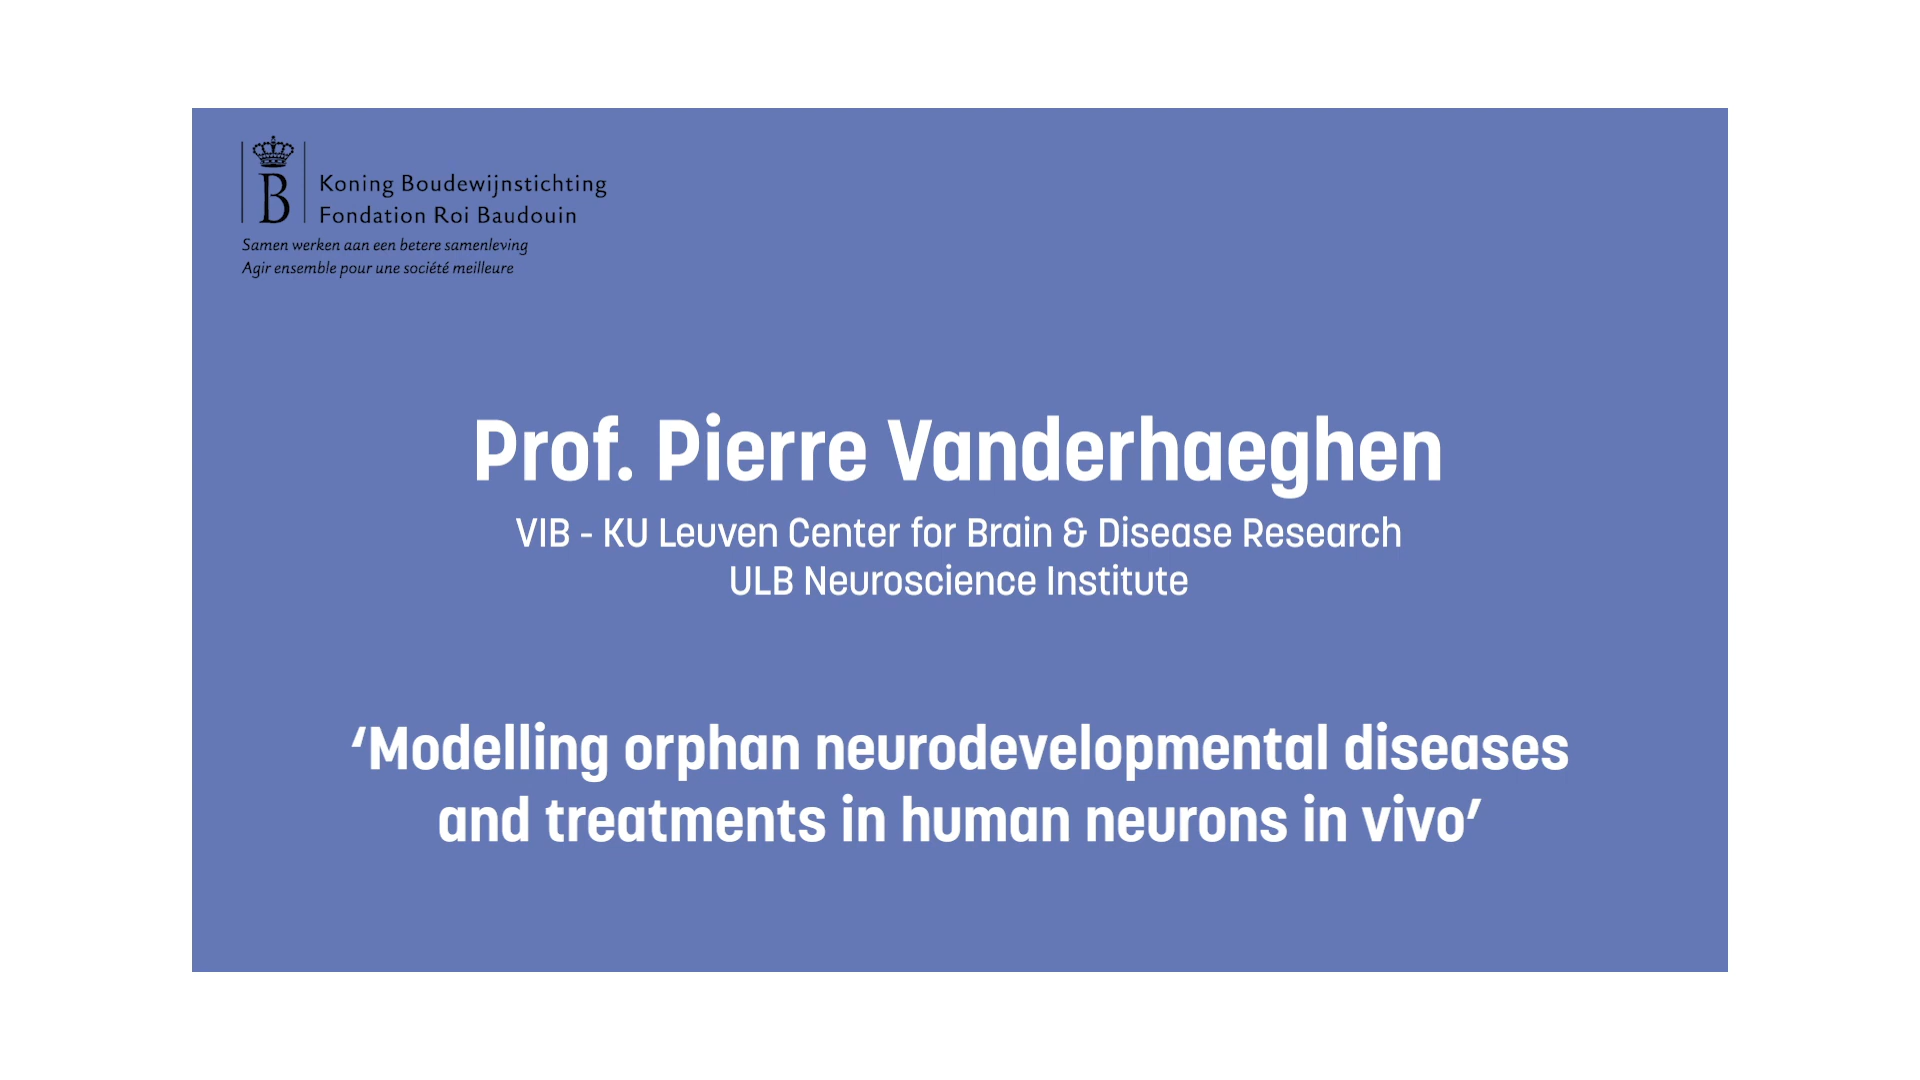 B
Koning Boudewijnstichting
Fondation Roi Baudouin
Samen werken aan een betere samenleving
Agir ensemble pour une société meilleure
Prof. Pierre Vanderhaeghen
VIB - KU Leuven Center for Brain & Disease Research
ULB Neuroscience Institute
‘Modelling orphan neurodevelopmental diseases
and treatments in human neurons in vivo’